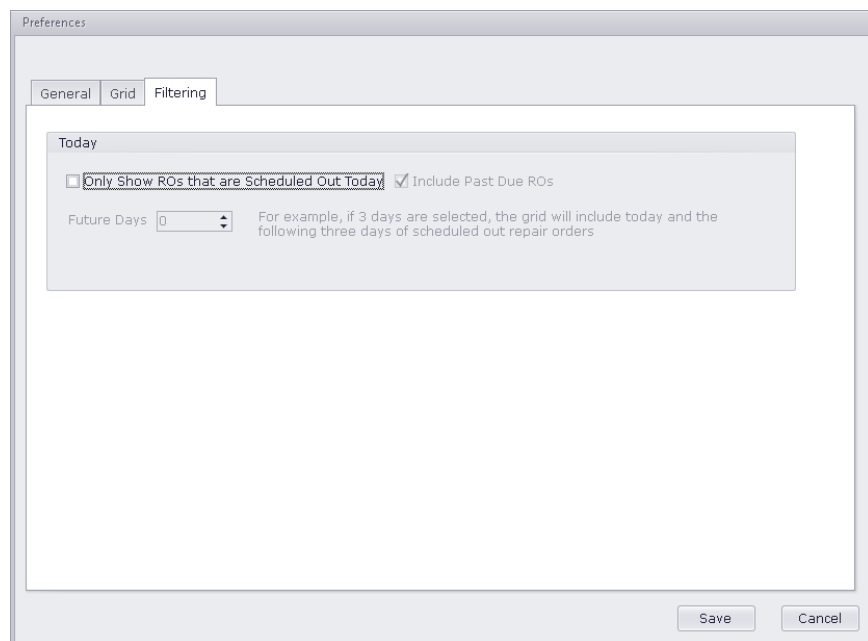 Preferences
General Grid Filtering
Today
Only Show ROs that are Scheduled Out Today Include Past Due ROs
Future Days 0 For example, if 3 days are selected, the grid will include today and the
following three days of scheduled out repair orders
Save Cancel